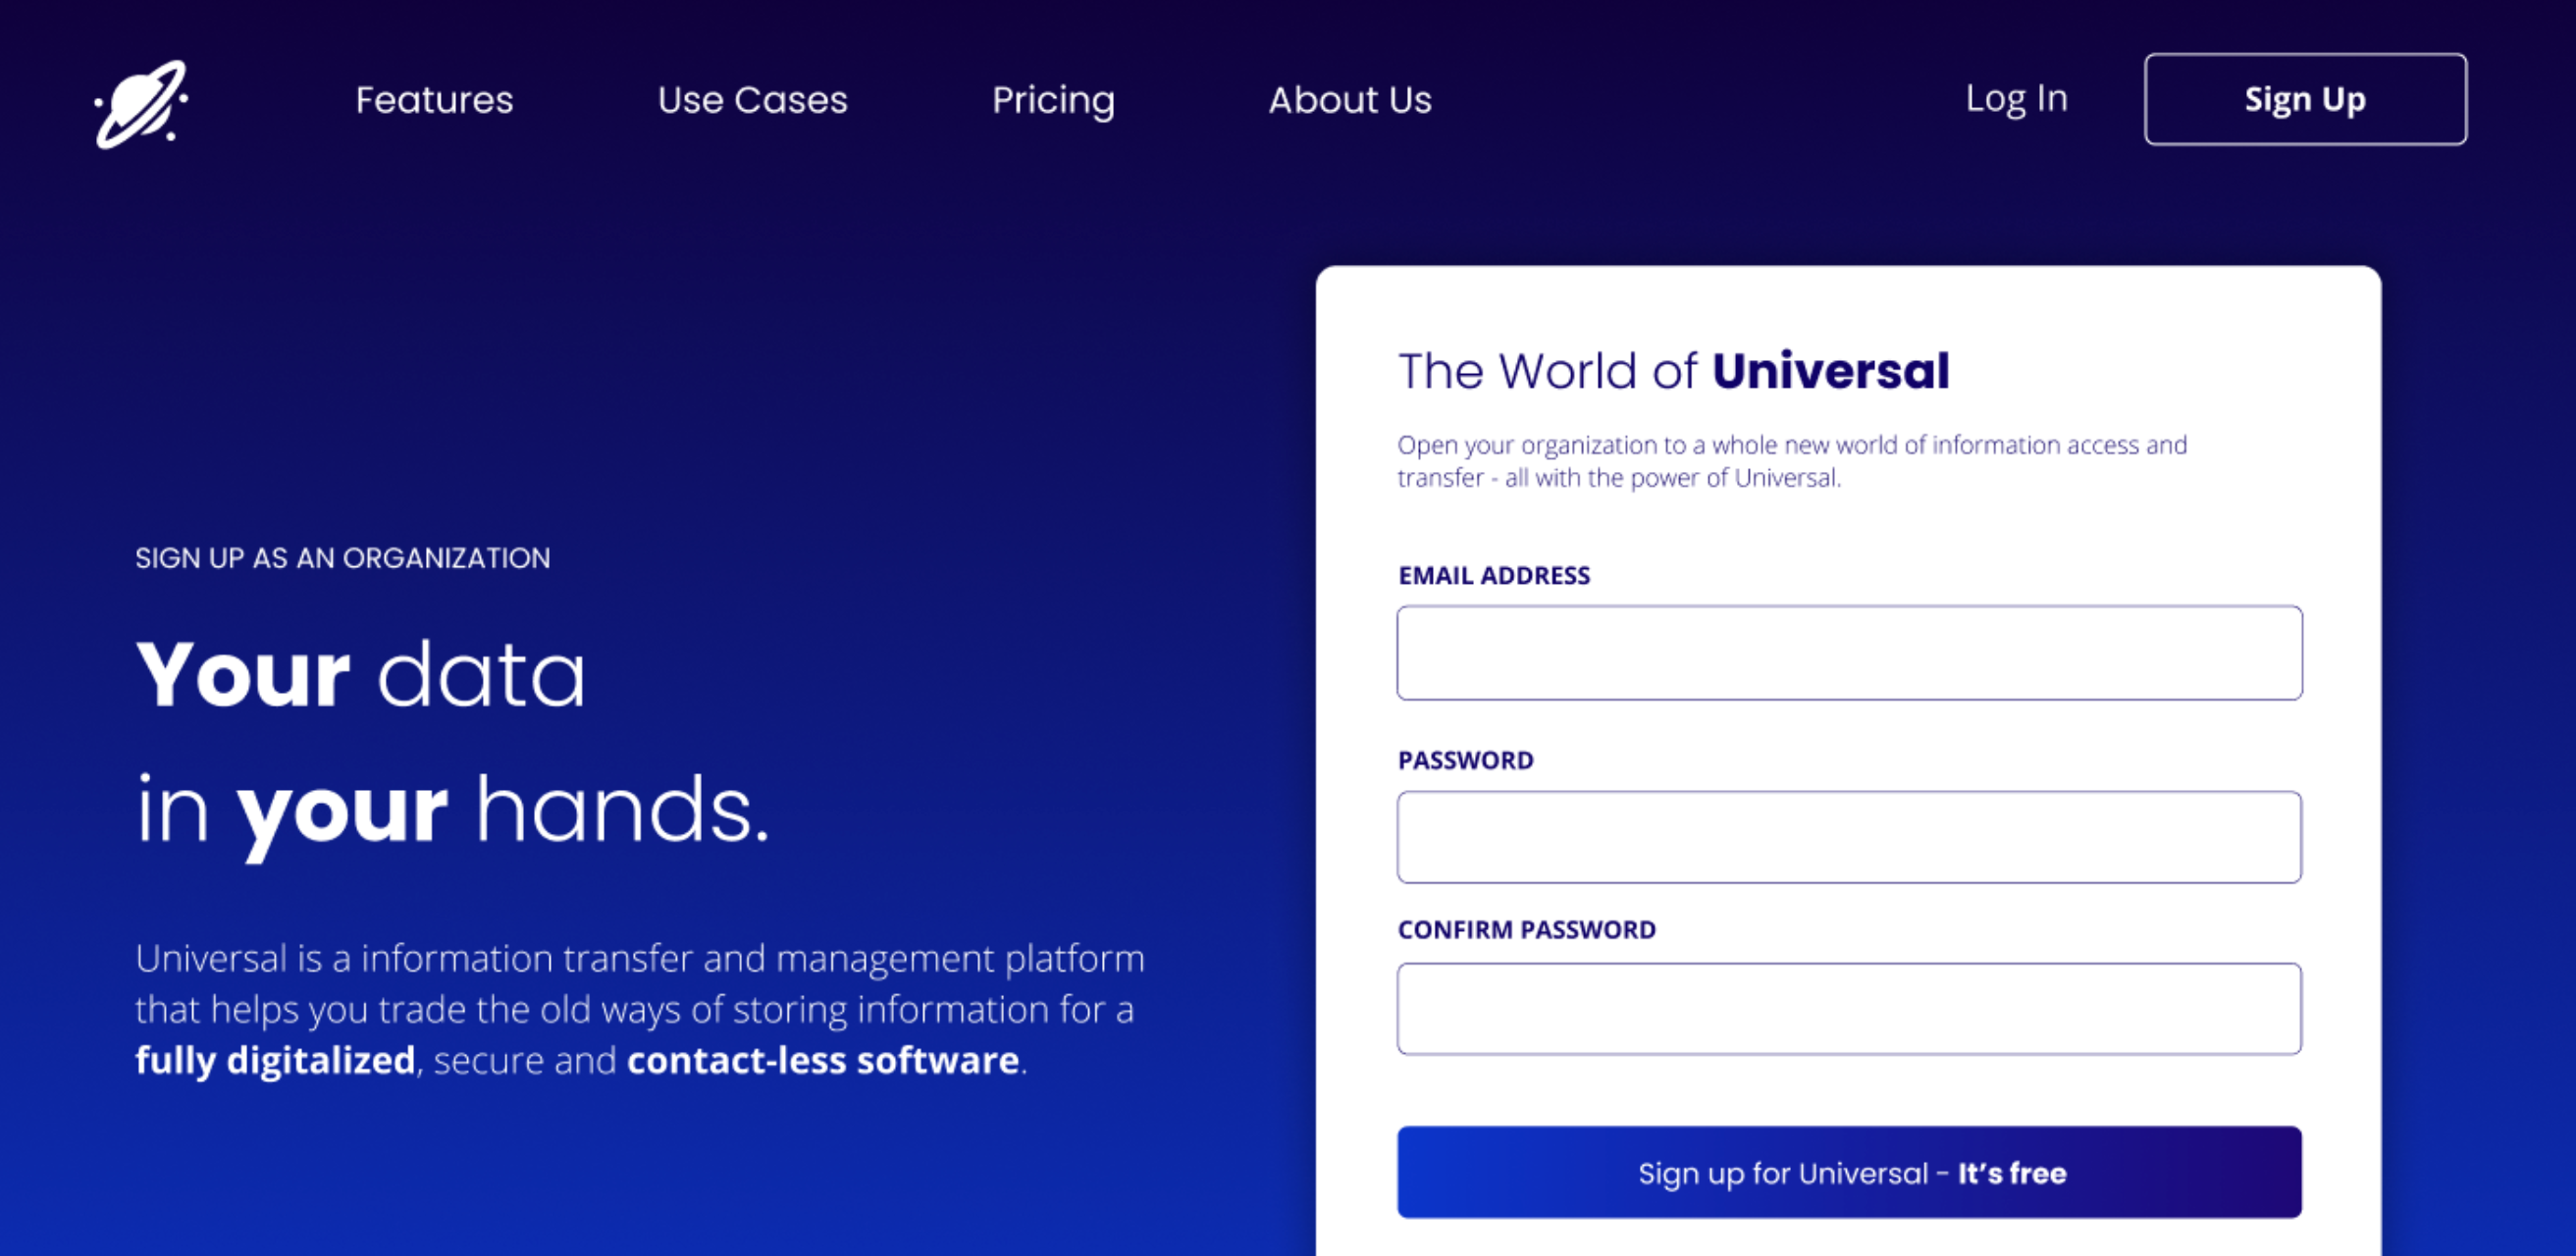 Features
Use Cases
Pricing
About Us
Log In
Sign Up
SIGN UP AS AN ORGANIZATION
Your data
in your hands.
Universal is a information transfer and management platform
that helps you trade the old ways of storing information for a
fully digitalized, secure and contact-less software.
The World of Universal
Open your organization to a whole new world of information access and
transfer - all with the power of Universal.
EMAIL ADDRESS
PASSWORD
CONFIRM PASSWORD
Sign up for Universal - It’s free